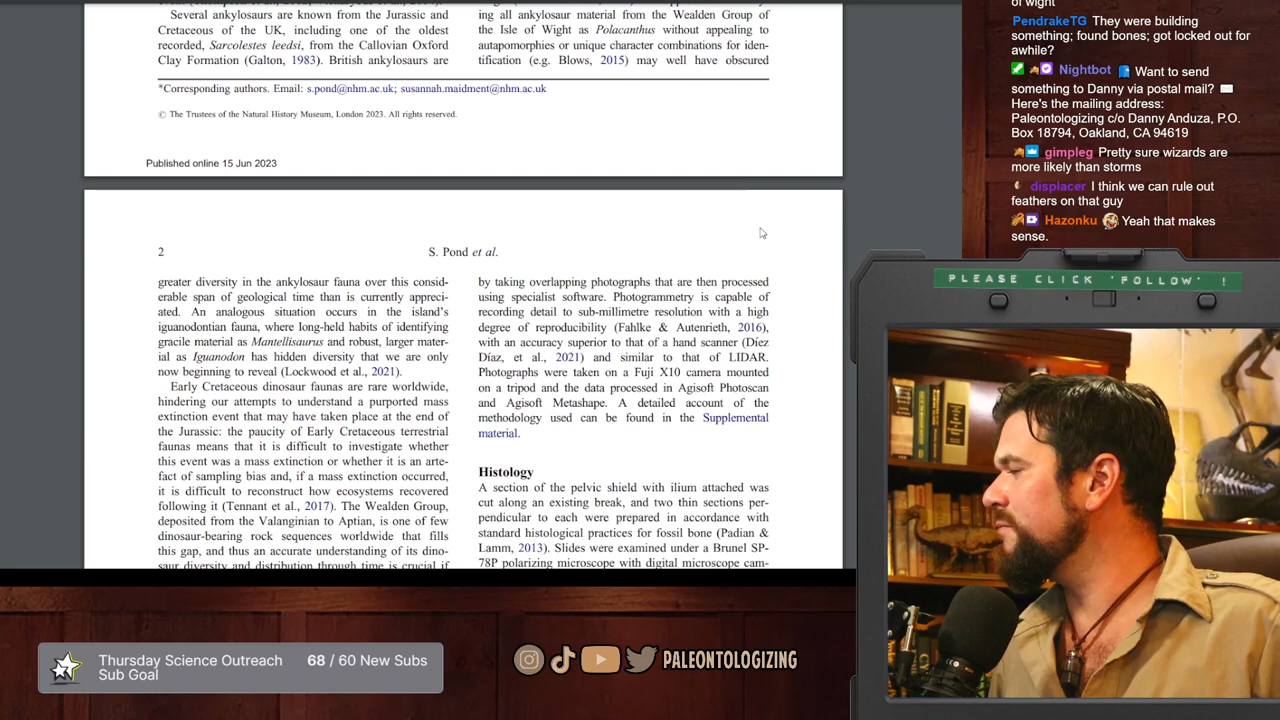 Several ankylosaurs are known from the Jurassic and
Cretaceous of the UK, including one of the oldest
recorded, Sarcolestes leedsi, from the Callovian Oxford
Clay Formation (Galton, 1983). British ankylosaurs are
ing all ankylosaur material from the Wealden Group of
the Isle of Wight as Polacanthus without appealing to
autapomorphies or unique character combinations for iden-
tification (e.g. Blows, 2015) may well have obscured
*Corresponding authors. Email: s.pond@nhm.ac.uk; susannah.maidment@nhm.ac.uk
© The Trustees of the Natural History Museum, London 2023. All rights reserved.
Published online 15 Jun 2023
2
S. Pond et al.
greater diversity in the ankylosaur fauna over this consid-
erable span of geological time than is currently appreci-
ated. An analogous situation occurs in the island's
iguanodontian fauna, where long-held habits of identifying
gracile material as Mantellisaurus and robust, larger mater-
ial as Iguanodon has hidden diversity that we are only
now beginning to reveal (Lockwood et al., 2021).
Early Cretaceous dinosaur faunas are rare worldwide,
hindering our attempts to understand a purported mass
extinction event that may have taken place at the end of
the Jurassic: the paucity of Early Cretaceous terrestrial
faunas means that it is difficult to investigate whether
this event was a mass extinction or whether it is an arte-
fact of sampling bias and, if a mass extinction occurred,
it is difficult to reconstruct how ecosystems recovered
following it (Tennant et al., 2017). The Wealden Group,
deposited from the Valanginian to Aptian, is one of few
dinosaur-bearing rock sequences worldwide that fills
this gap, and thus an accurate understanding of its dino-
saur diversity and distribution through time is crucial if
by taking overlapping photographs that are then processed
using specialist software. Photogrammetry is capable of
recording detail to sub-millimetre resolution with a high
degree of reproducibility (Fahlke & Autenrieth, 2016),
with an accuracy superior to that of a hand scanner (Díez
Díaz, et al., 2021) and similar to that of LIDAR.
Photographs were taken on a Fuji X10 camera mounted
on a tripod and the data processed in Agisoft Photoscan
and Agisoft Metashape. A detailed account of the
methodology used can be found in the Supplemental
material.
Histology
A section of the pelvic shield with ilium attached was
cut along an existing break, and two thin sections per-
pendicular to each were prepared in accordance with
standard histological practices for fossil bone (Padian &
Lamm, 2013). Slides were examined under a Brunel SP-
78P polarizing microscope with digital microscope cam-
of wight
PendrakeTG They were building
something; found bones; got locked out for
awhile?
Nightbot Want to send
something to Danny via postal mail?
Here's the mailing address:
Paleontologizing c/o Danny Anduza, P.O.
Box 18794, Oakland, CA 94619
gimpleg Pretty sure wizards are
more likely than storms
displacer I think we can rule out
feathers on that guy
Hazonku Yeah that makes
sense.
PLEASE CLICK 'FOLLOW' !
Thursday Science Outreach
Sub Goal
68 / 60 New Subs
PALEONTOLOGIZING